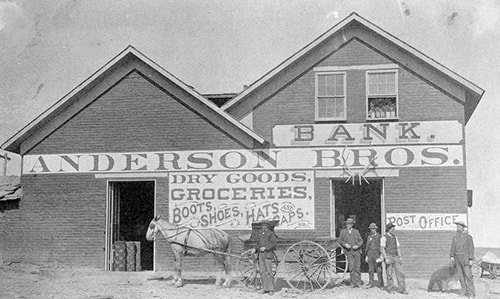 BANK.
ANDERSON BROS.
DRY GOODS,
GROCERIES,
BOOTS, SHOES, HATS AND CAPS.
POST OFFICE